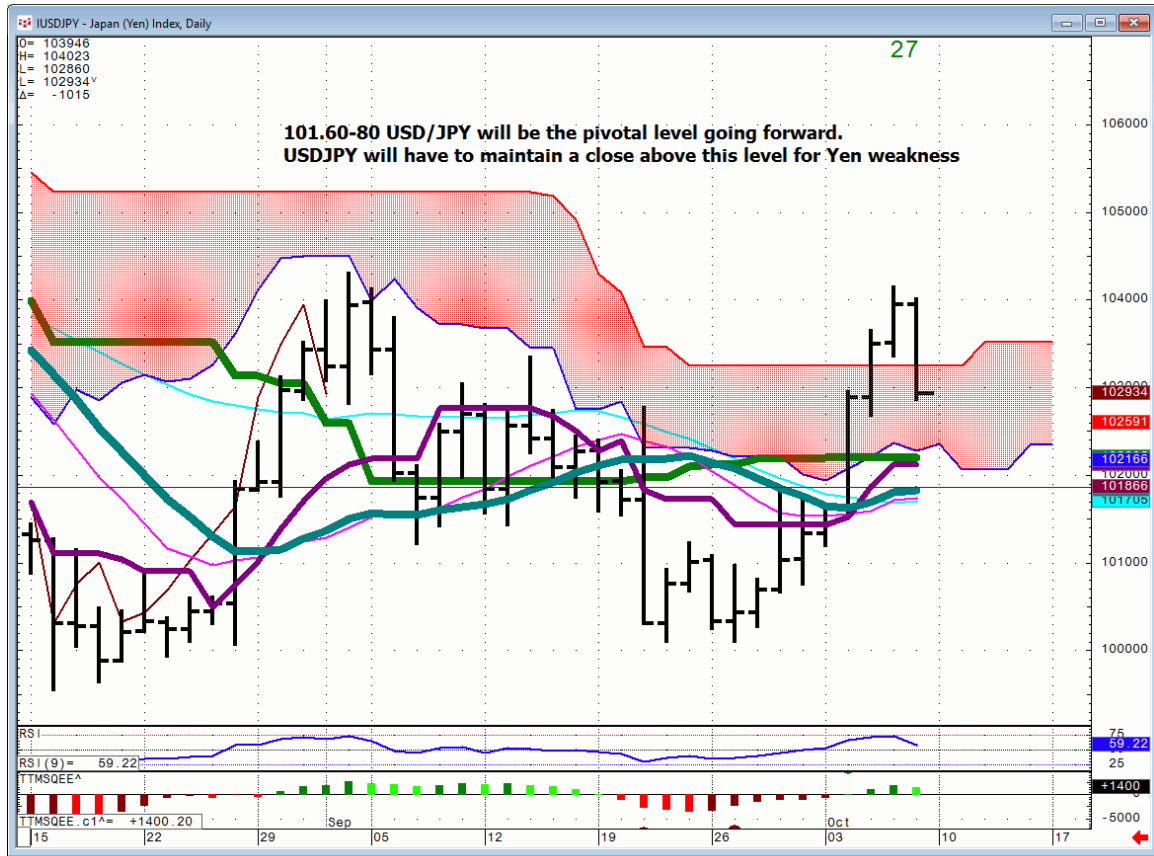 IUSDJPY - Japan (Yen) Index, Daily
O= 103946
H= 104023
L= 102860
L= 102934v
Δ= -1015
27
101.60-80 USD/JPY will be the pivotal level going forward.
USDJPY will have to maintain a close above this level for Yen weakness
106000
105000
104000
102934
102591
102166
102000
101866
101705
101000
100000
RSI
75
59.22
25
RSI(9)= 59.22
TTMSQEE^
+1400
-5000
TTMSQEE.c1^= +1400.20
Sep
Oct
15
22
29
05
12
19
26
03
10
17